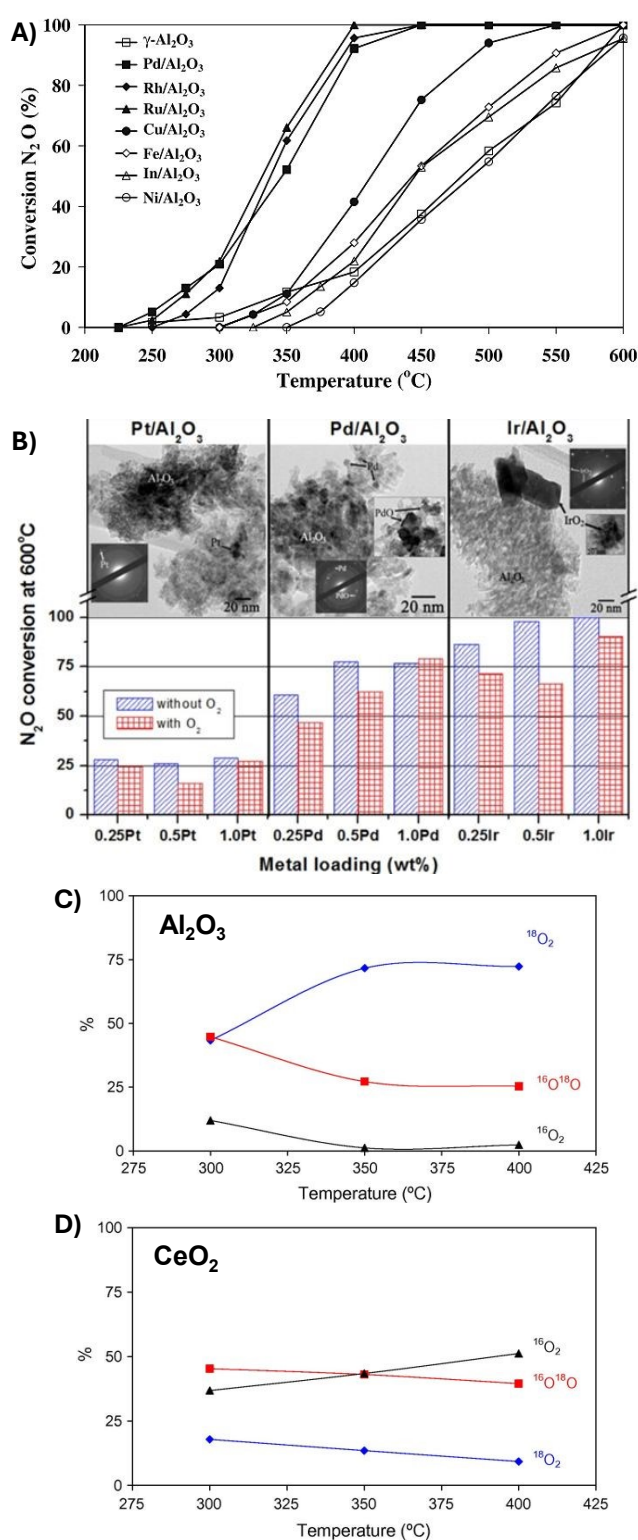 A)
γ-Al₂O₃
Pd/Al₂O₃
Rh/Al₂O₃
Ru/Al₂O₃
Cu/Al₂O₃
Fe/Al₂O₃
In/Al₂O₃
Ni/Al₂O₃
Conversion N₂ O (%)
100
80
60
40
20
0
200 250 300 350 400 450 500 550 600
Temperature (°C)
B)
Pt/Al₂O₃ Pd/Al₂O₃ Ir/Al₂O₃
Al₂O₃
Pt
Pt
20 nm
Pd
PdO
Al₂O₃
Pd
PdO
20 nm
IrO₂
Al₂O₃
20 nm
N₂O conversion at 600°C
100
75
50
25
0
without O₂
with O₂
0.25Pt 0.5Pt 1.0Pt 0.25Pd 0.5Pd 1.0Pd 0.25Ir 0.5Ir 1.0Ir
Metal loading (wt%)
C)
Al₂O₃
%
100
75
50
25
0
¹⁸O₂
¹⁶O¹⁸O
¹⁶O₂
275 300 325 350 375 400 425
Temperature (ºC)
D)
CeO₂
%
100
75
50
25
0
¹⁶O₂
¹⁶O¹⁸O
¹⁸O₂
275 300 325 350 375 400 425
Temperature (ºC)